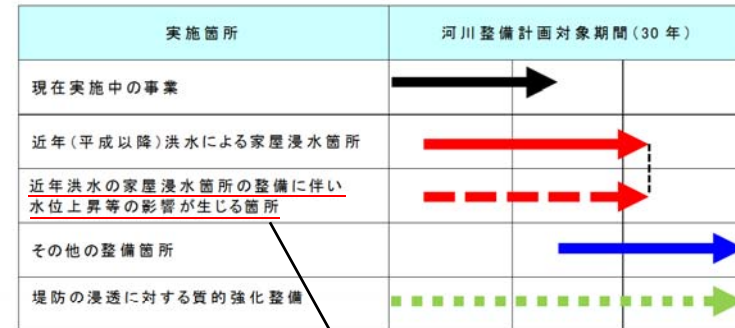 実施箇所
河川整備計画対象期間(30年)
現在実施中の事業
近年(平成以降)洪水による家屋浸水箇所
近年洪水の家屋浸水箇所の整備に伴い
水位上昇等の影響が生じる箇所
その他の整備箇所
堤防の浸透に対する質的強化整備